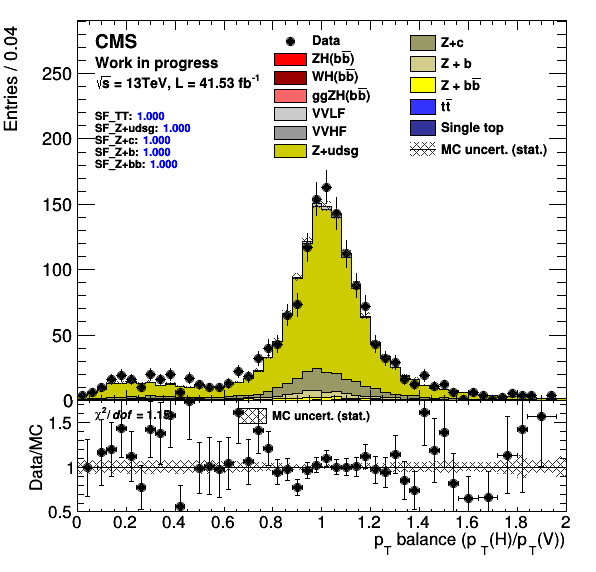 CMS
Work in progress
√s = 13TeV, L = 41.53 fb⁻¹
SF_TT: 1.000
SF_Z+udsg: 1.000
SF_Z+c: 1.000
SF_Z+b: 1.000
SF_Z+bb: 1.000
Data
ZH(bb̅)
WH(bb̅)
ggZH(bb̅)
VVLF
VVHF
Z+udsg
Z+c
Z + b
Z + bb̅
tt̅
Single top
MC uncert. (stat.)
Entries / 0.04
250
200
150
100
50
0
χ²/ dof = 1.15
MC uncert. (stat.)
Data/MC
1.5
1
0.5
0 0.2 0.4 0.6 0.8 1 1.2 1.4 1.6 1.8 2
p_T balance (p_T(H)/p_T(V))